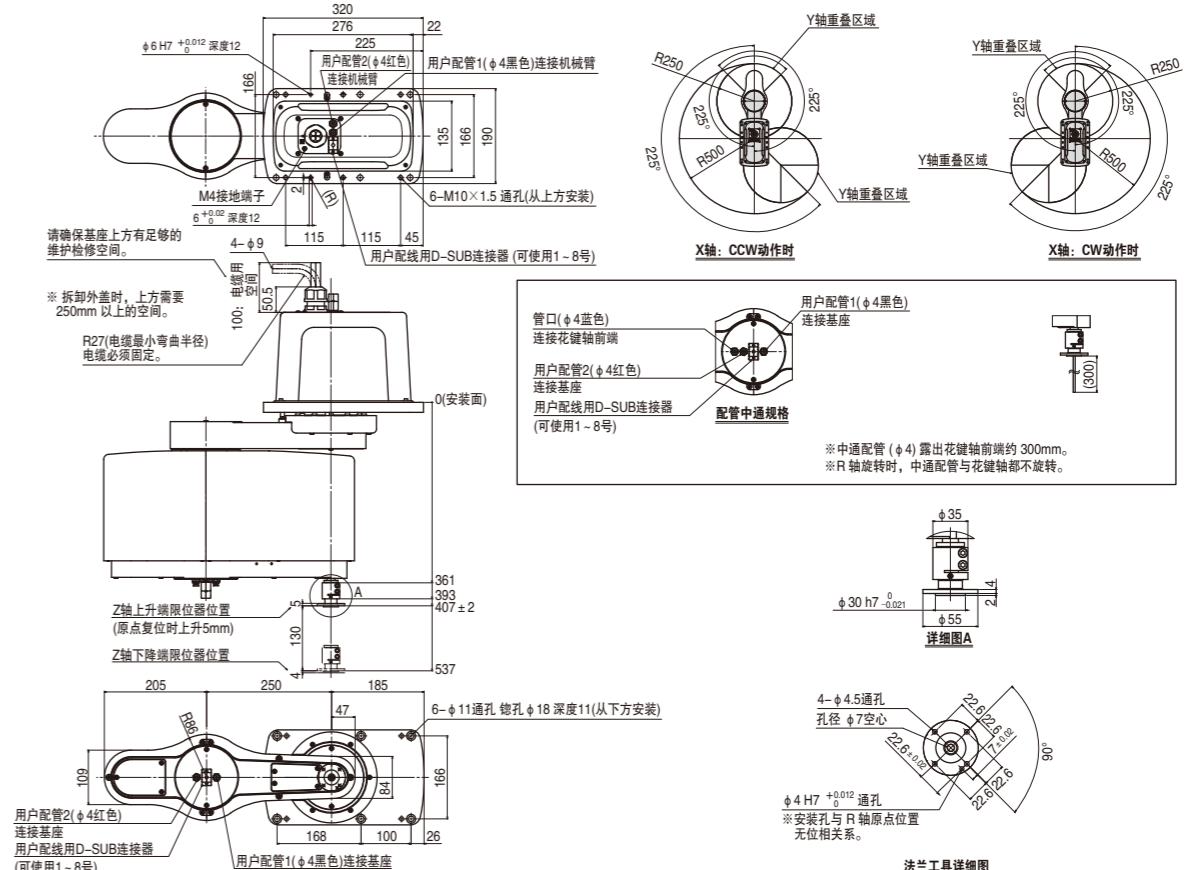 320
276
22
225
φ6 H7 +0.012 0 深度12
用户配管2(φ4红色)
连接机械臂
用户配管1(φ4黑色)连接机械臂
166
135
166
190
M4接地端子
2
(R)
6-M10×1.5 通孔(从上方安装)
6 +0.02 0 深度12
115
115
45
用户配线用D-SUB连接器 (可使用1~8号)
请确保基座上方有足够的
维护检修空间。
※ 拆卸外盖时，上方需要
250mm 以上的空间。
R27(电缆最小弯曲半径)
电缆必须固定。
4-φ9
100：电缆用
空间
50.5
0(安装面)
361
393
407±2
A
5
130
4
537
Z轴上升端限位器位置
(原点复位时上升5mm)
Z轴下降端限位器位置
205
250
185
R86
47
6-φ11通孔 锪孔φ18 深度11(从下方安装)
109
84
166
168
100
26
用户配管2(φ4红色)
连接基座
用户配线用D-SUB连接器
(可使用1~8号)
用户配管1(φ4黑色)连接基座
Y轴重叠区域
R250
225°
225°
225°
R500
Y轴重叠区域
X轴：CCW动作时
Y轴重叠区域
R250
225°
225°
225°
R500
Y轴重叠区域
X轴：CW动作时
管口(φ4蓝色)
连接花键轴前端
用户配管2(φ4红色)
连接基座
用户配线用D-SUB连接器
(可使用1~8号)
用户配管1(φ4黑色)
连接基座
配管中通规格
(300)
※中通配管 (φ4) 露出花键轴前端约 300mm。
※R 轴旋转时，中通配管与花键轴都不旋转。
φ35
4
2
φ30 h7 0 -0.021
φ55
详细图A
4-φ4.5通孔
孔径 φ7空心
22.6±0.02
22.6
22.6
7±0.02
90°
22.6
22.6
φ4 H7 +0.012 0 通孔
※安装孔与 R 轴原点位置
无位相关系。
法兰工具详细图